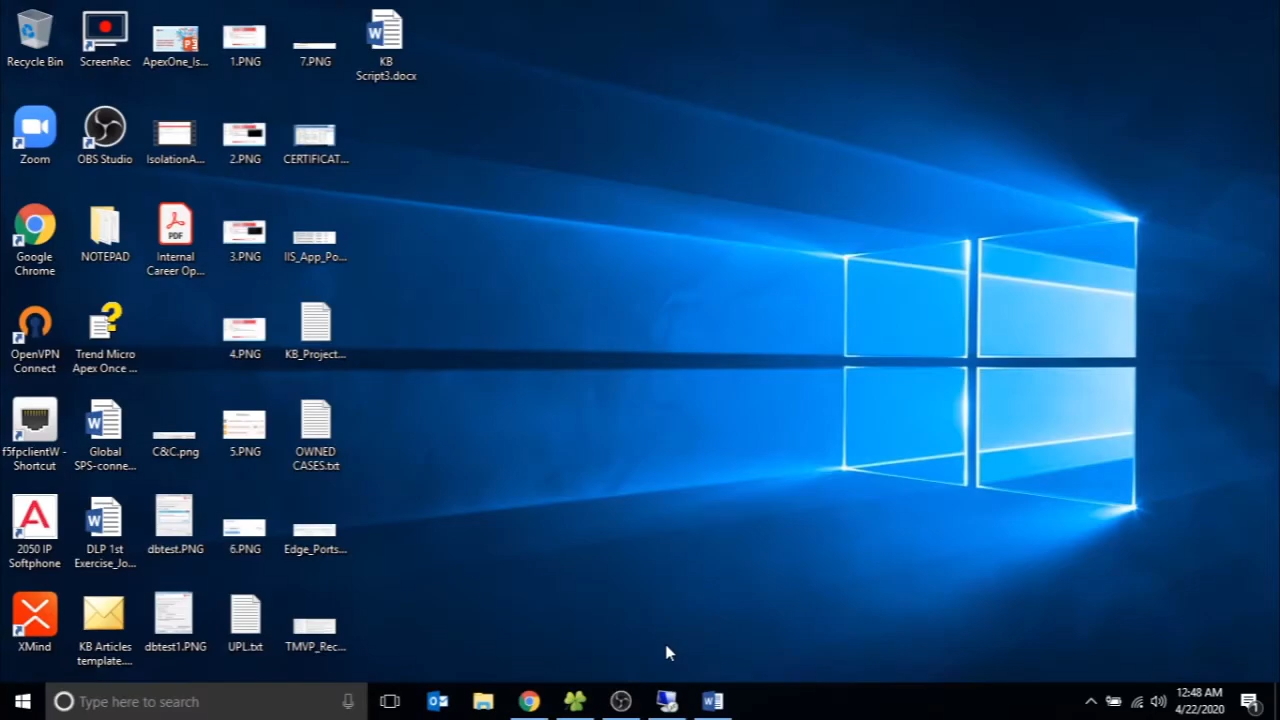 Recycle Bin
ScreenRec
ApexOne_Is...
1.PNG
7.PNG
KB
Script3.docx
Zoom
OBS Studio
IsolationA...
2.PNG
CERTIFICAT...
Google
Chrome
NOTEPAD
PDF
Internal
Career Op...
3.PNG
IIS_App_Po...
OpenVPN
Connect
Trend Micro
Apex Once ...
4.PNG
KB_Project...
f5fpclientW -
Shortcut
Global
SPS-conne...
C&C.png
5.PNG
OWNED
CASES.txt
2050 IP
Softphone
DLP 1st
Exercise_Jo...
dbtest.PNG
6.PNG
Edge_Ports...
XMind
KB Articles
template....
dbtest1.PNG
UPL.txt
TMVP_Rec...
Type here to search
12:48 AM
4/22/2020
1